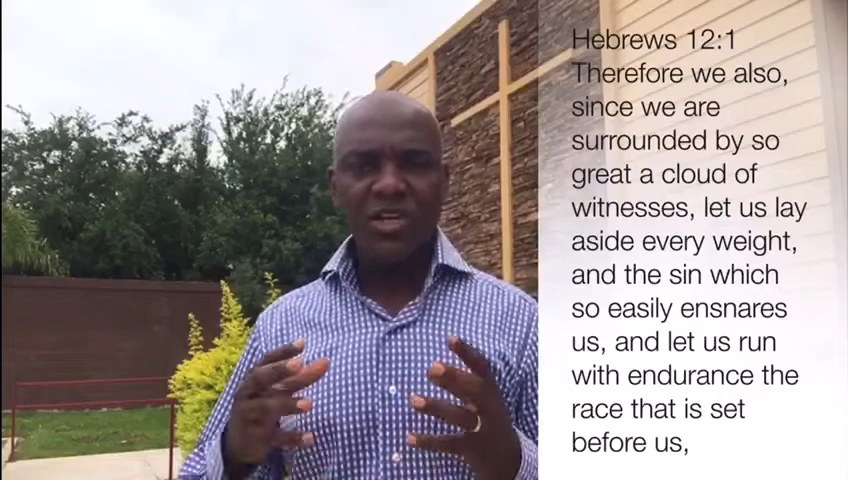 Hebrews 12:1
Therefore we also,
since we are
surrounded by so
great a cloud of
witnesses, let us lay
aside every weight,
and the sin which
so easily ensnares
us, and let us run
with endurance the
race that is set
before us,